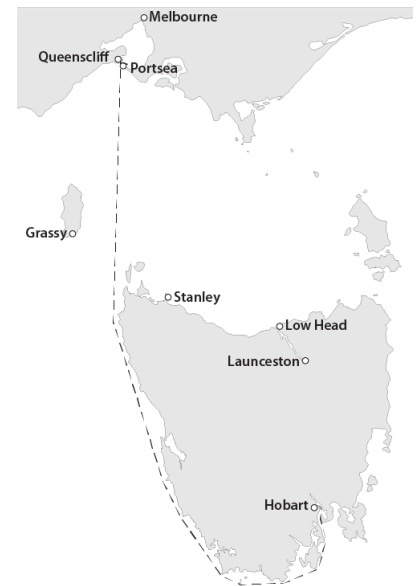 Melbourne
Queenscliff
Portsea
Grassy
Stanley
Low Head
Launceston
Hobart